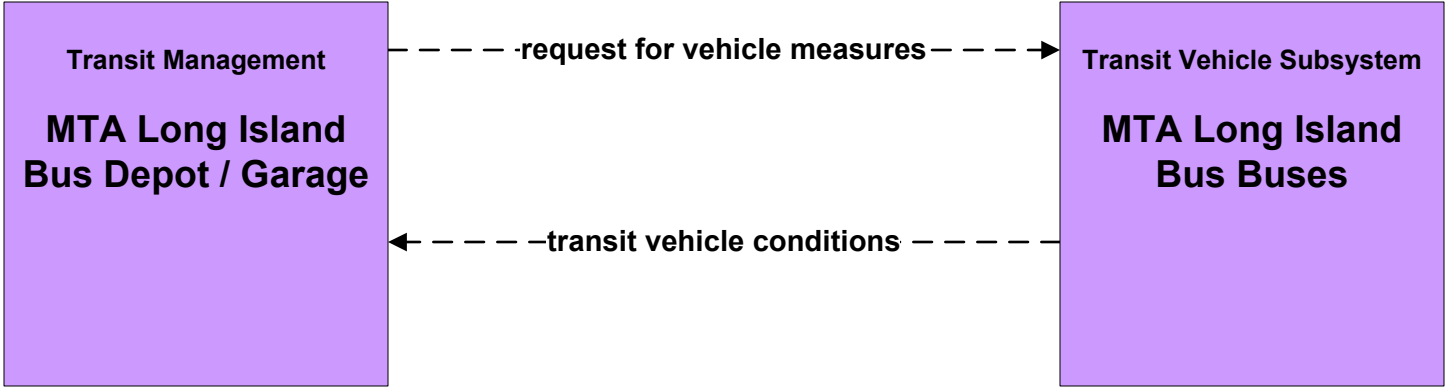 Transit Management
MTA Long Island
Bus Depot / Garage
request for vehicle measures
transit vehicle conditions
Transit Vehicle Subsystem
MTA Long Island
Bus Buses